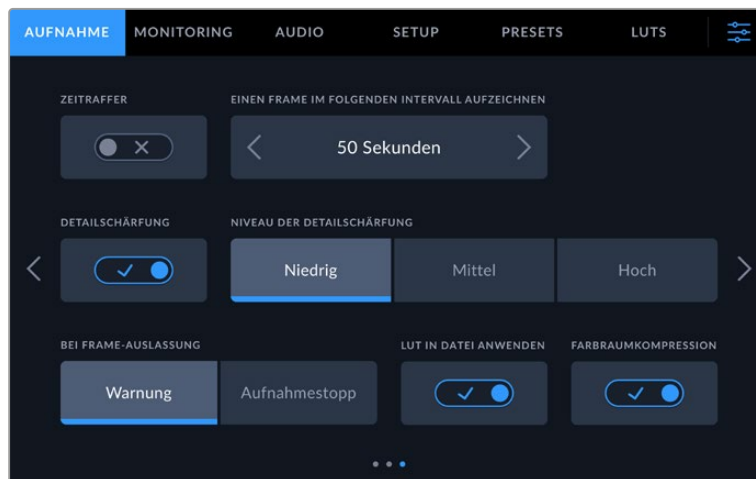 AUFNAHME MONITORING AUDIO SETUP PRESETS LUTS
ZEITRAFFER EINEN FRAME IM FOLGENDEN INTERVALL AUFZEICHNEN
50 Sekunden
DETAILSCHÄRFUNG NIVEAU DER DETAILSCHÄRFUNG
Niedrig Mittel Hoch
BEI FRAME-AUSLASSUNG LUT IN DATEI ANWENDEN FARBRAUMKOMPRESSION
Warnung Aufnahmestopp